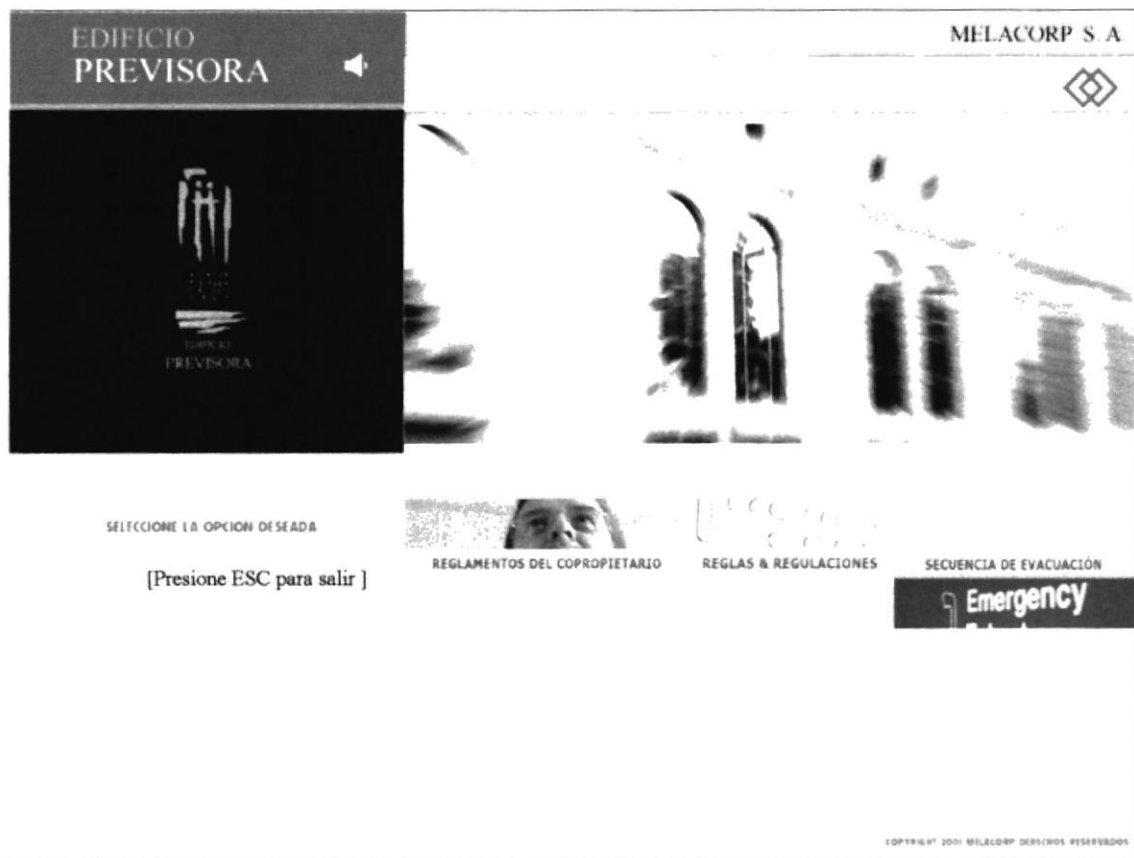 EDIFICIO
PREVISORA
MELACORP S. A.
EDIFICIO
PREVISORA
SELECCIONE LA OPCION DESEADA
[Presione ESC para salir ]
REGLAMENTOS DEL COPROPIETARIO
REGLAS & REGULACIONES
SECUENCIA DE EVACUACIÓN
Emergency
COPYRIGHT 2001 MELACORP DERECHOS RESERVADOS